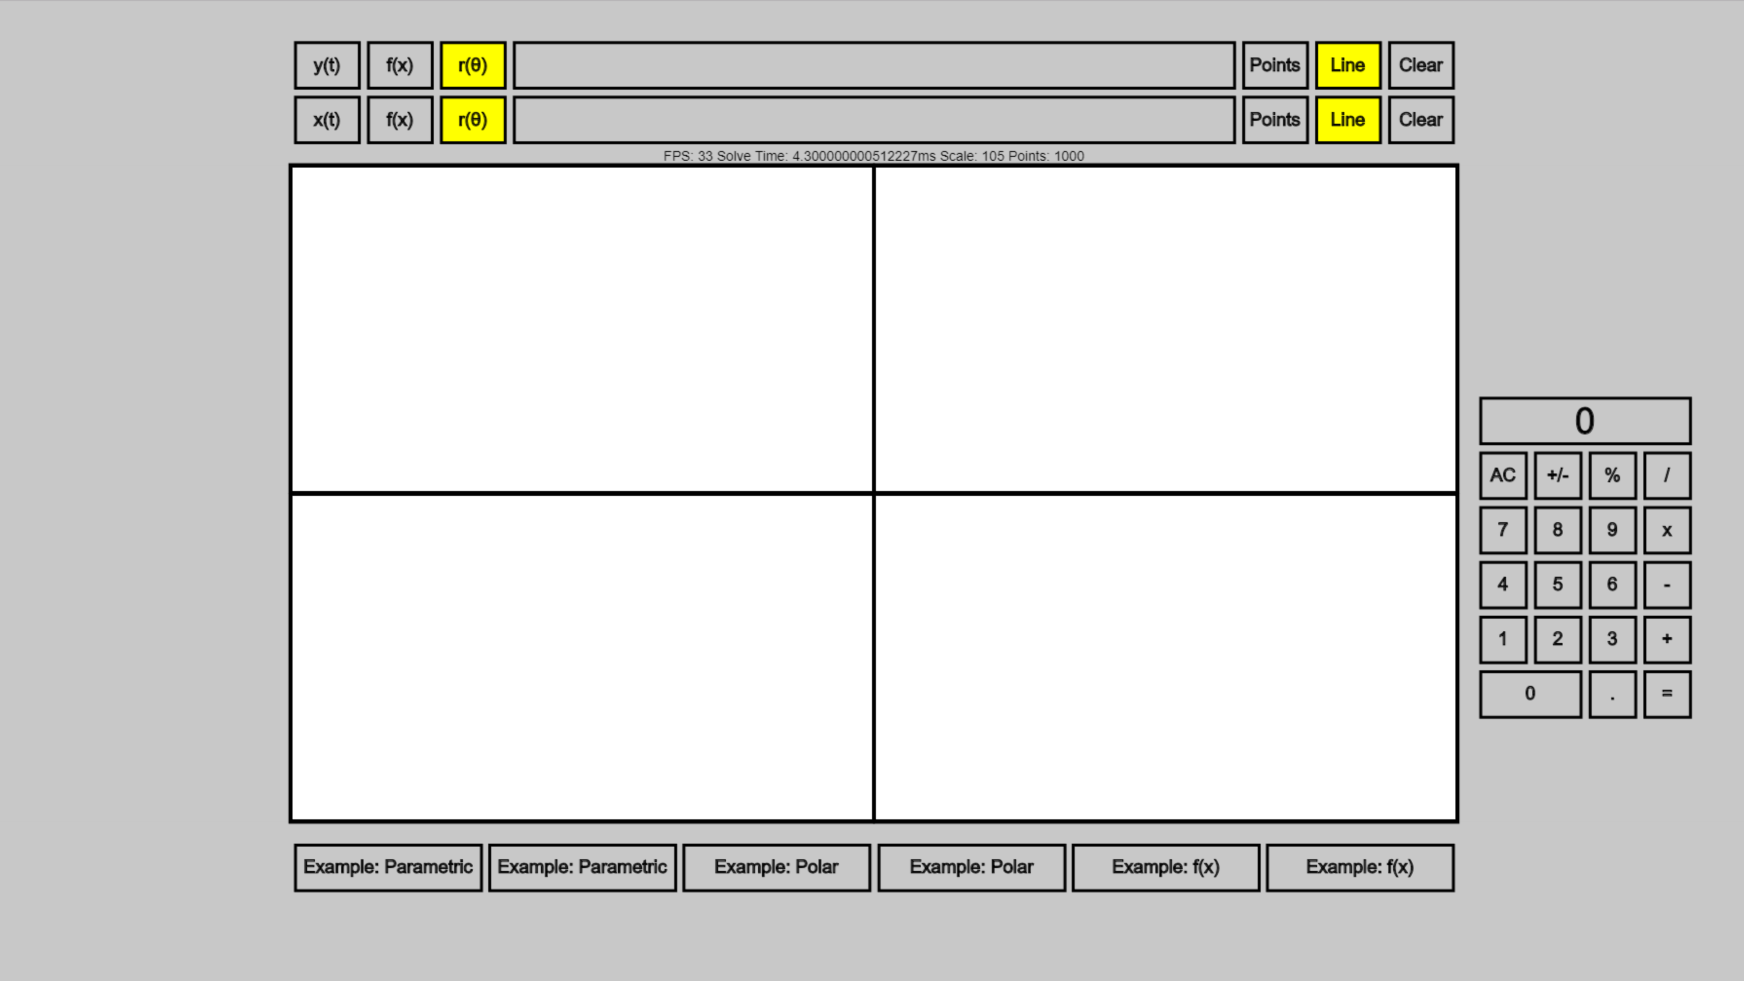 y(t) f(x) r(θ) Points Line Clear
x(t) f(x) r(θ) Points Line Clear
FPS: 33 Solve Time: 4.300000000512227ms Scale: 105 Points: 1000
0
AC +/- % /
7 8 9 x
4 5 6 -
1 2 3 +
0 . =
Example: Parametric Example: Parametric Example: Polar Example: Polar Example: f(x) Example: f(x)